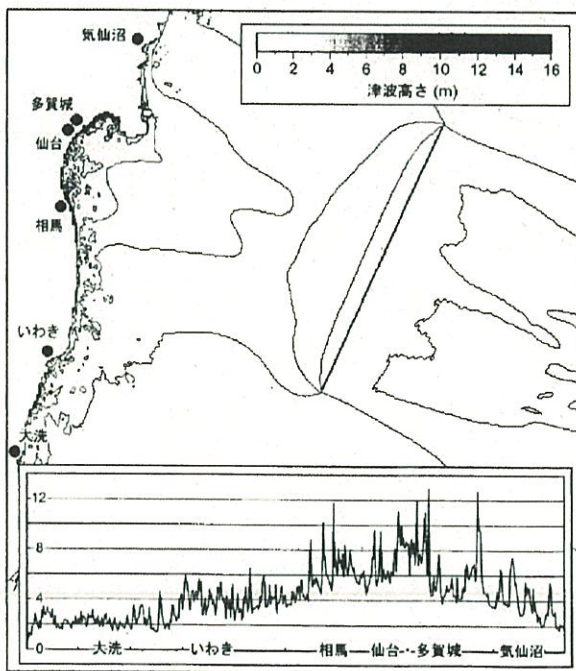 気仙沼
0 2 4 6 8 10 12 14 16
津波高さ (m)
多賀城
仙台
相馬
いわき
大洗
12
8
4
0
大洗 いわき 相馬 仙台 多賀城 気仙沼